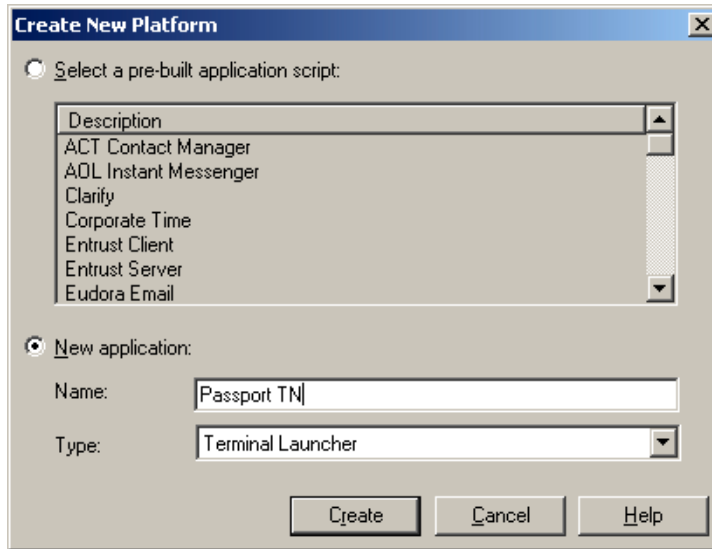 Create New Platform
Select a pre-built application script:
Description
ACT Contact Manager
AOL Instant Messenger
Clarify
Corporate Time
Entrust Client
Entrust Server
Eudora Email
New application:
Name: Passport TN
Type: Terminal Launcher
Create Cancel Help